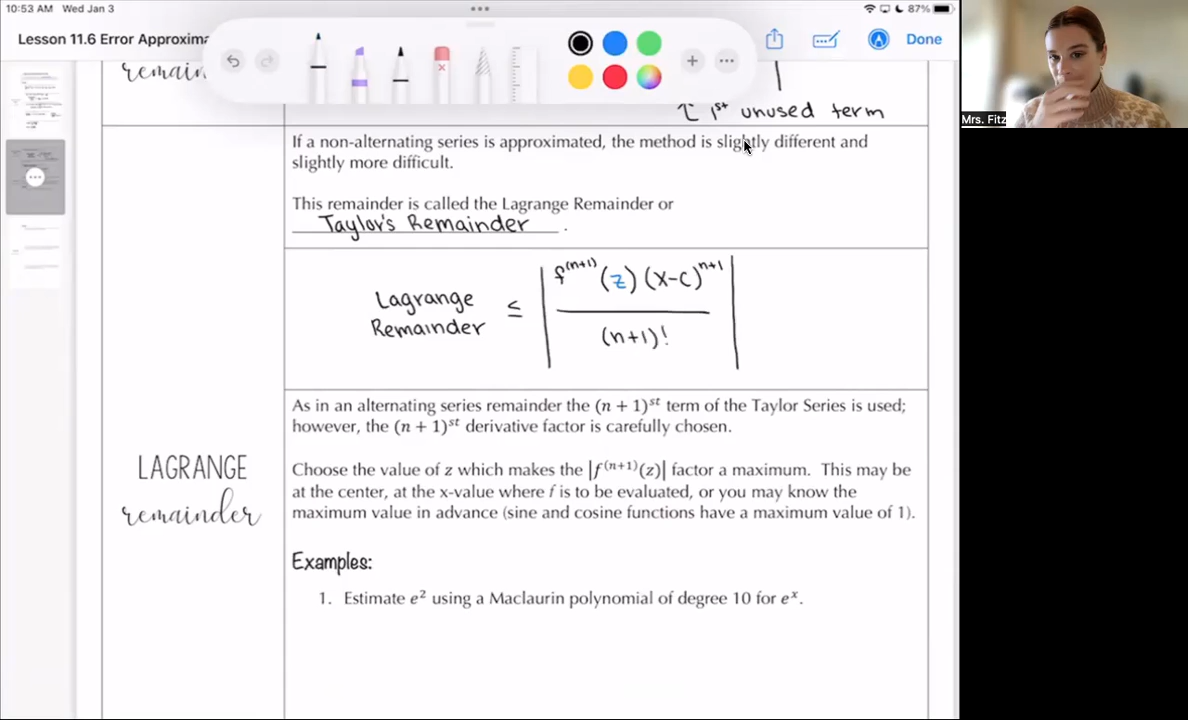 10:53 AM Wed Jan 3
87%
Lesson 11.6 Error Approxima
Done
remain
↑ 1st unused term
Mrs. Fitz
If a non-alternating series is approximated, the method is slightly different and
slightly more difficult.
This remainder is called the Lagrange Remainder or
Taylor's Remainder.
Lagrange
Remainder ≤ | f^(n+1) (z) (x-c)^n+1 / (n+1)! |
As in an alternating series remainder the (n + 1)^st term of the Taylor Series is used;
however, the (n + 1)^st derivative factor is carefully chosen.
LAGRANGE
remainder
Choose the value of z which makes the |f^(n+1)(z)| factor a maximum. This may be
at the center, at the x-value where f is to be evaluated, or you may know the
maximum value in advance (sine and cosine functions have a maximum value of 1).
Examples:
1. Estimate e² using a Maclaurin polynomial of degree 10 for e^x.